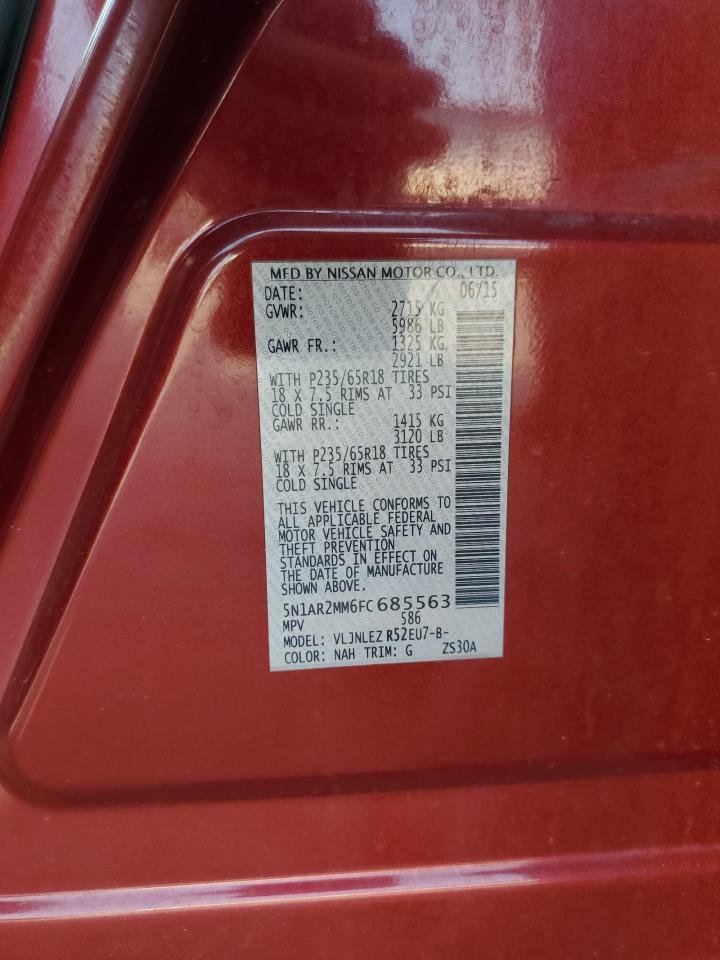 MFD BY NISSAN MOTOR CO., LTD.
DATE: 06/15
GVWR: 2715 KG
5986 LB
GAWR FR.: 1325 KG
2921 LB
WITH P235/65R18 TIRES
18 X 7.5 RIMS AT 33 PSI
COLD SINGLE
GAWR RR.: 1415 KG
3120 LB
WITH P235/65R18 TIRES
18 X 7.5 RIMS AT 33 PSI
COLD SINGLE
THIS VEHICLE CONFORMS TO
ALL APPLICABLE FEDERAL
MOTOR VEHICLE SAFETY AND
THEFT PREVENTION
STANDARDS IN EFFECT ON
THE DATE OF MANUFACTURE
SHOWN ABOVE.
5N1AR2MM6FC685563
MPV 586
MODEL: VLJNLEZ R52EU7-B-
COLOR: NAH TRIM: G ZS30A